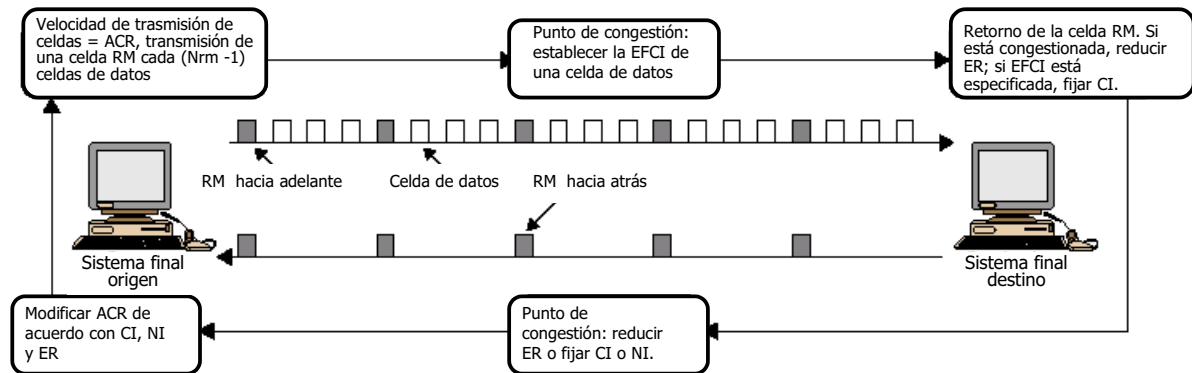 Velocidad de trasmisión de
celdas = ACR, transmisión de
una celda RM cada (Nrm -1)
celdas de datos
Punto de congestión:
establecer la EFCI de
una celda de datos
Retorno de la celda RM. Si
está congestionada, reducir
ER; si EFCI está
especificada, fijar CI.
RM hacia adelante
Celda de datos
RM hacia atrás
Sistema final
origen
Sistema final
destino
Modificar ACR de
acuerdo con CI, NI
y ER
Punto de
congestión: reducir
ER o fijar CI o NI.